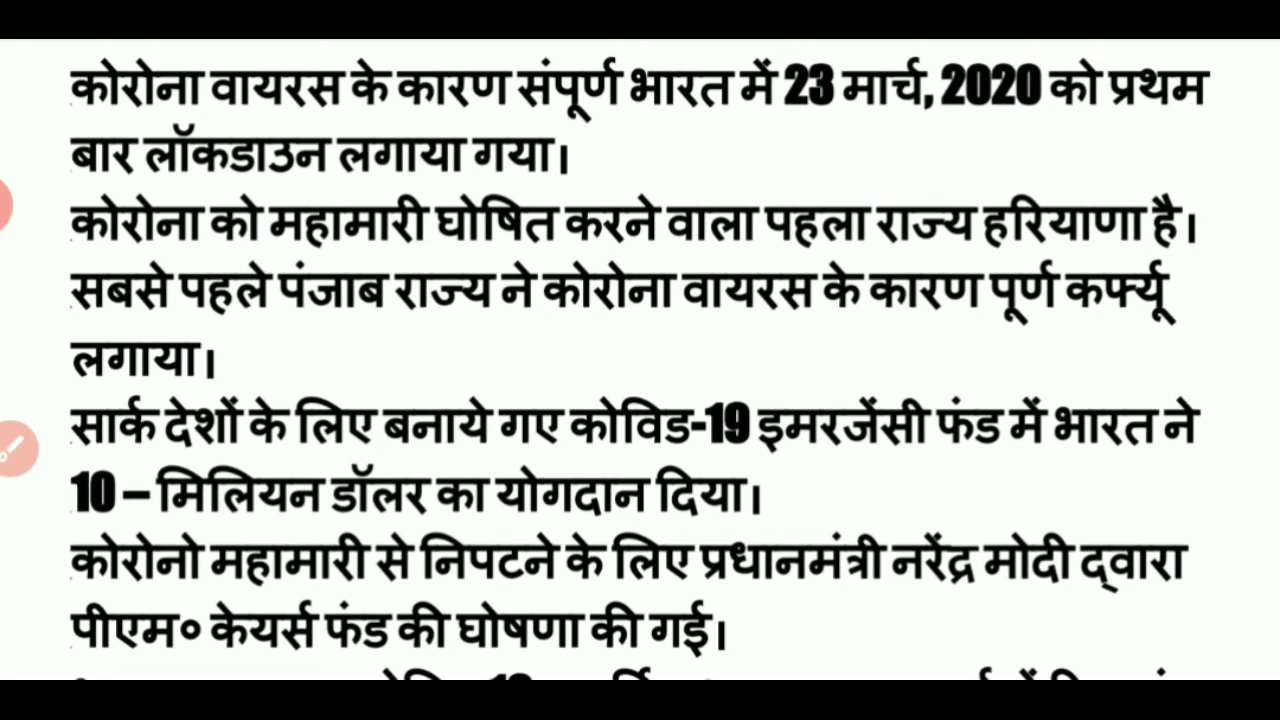 कोरोना वायरस के कारण संपूर्ण भारत में 23 मार्च, 2020 को प्रथम
बार लॉकडाउन लगाया गया।
कोरोना को महामारी घोषित करने वाला पहला राज्य हरियाणा है।
सबसे पहले पंजाब राज्य ने कोरोना वायरस के कारण पूर्ण कर्फ्यू
लगाया।
सार्क देशों के लिए बनाये गए कोविड-19 इमरजेंसी फंड में भारत ने
10 – मिलियन डॉलर का योगदान दिया।
कोरोनो महामारी से निपटने के लिए प्रधानमंत्री नरेंद्र मोदी द्वारा
पीएम॰ केयर्स फंड की घोषणा की गई।